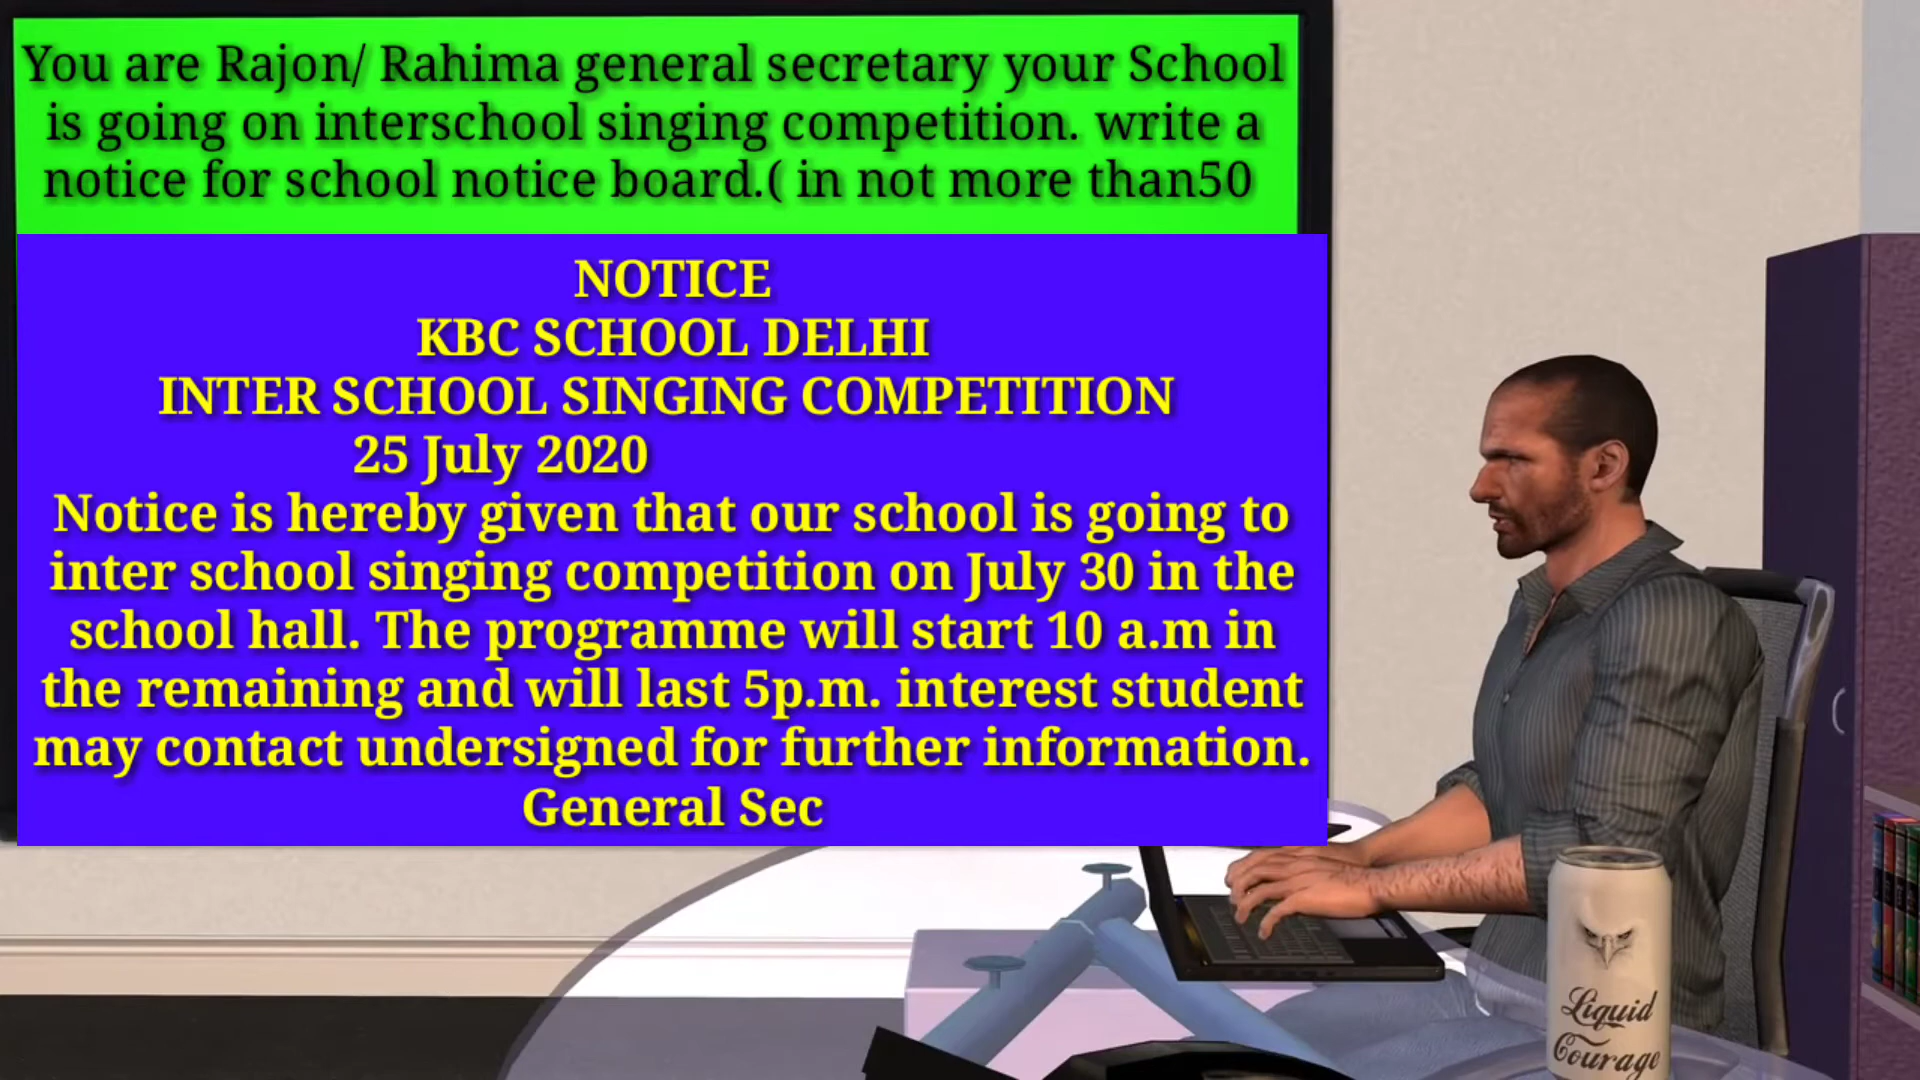 You are Rajon/ Rahima general secretary your School
is going on interschool singing competition. write a
notice for school notice board.( in not more than50
NOTICE
KBC SCHOOL DELHI
INTER SCHOOL SINGING COMPETITION
25 July 2020
Notice is hereby given that our school is going to
inter school singing competition on July 30 in the
school hall. The programme will start 10 a.m in
the remaining and will last 5p.m. interest student
may contact undersigned for further information.
General Sec
Liquid
Courage